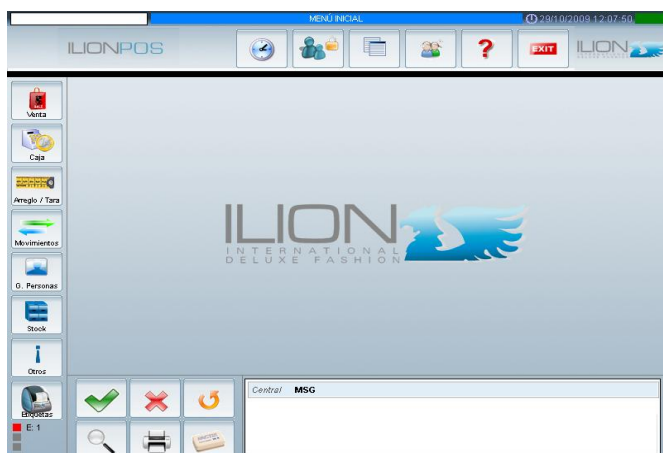 MENÚ INICIAL
29/10/2009 12:07:50
ILIONPOS
?
EXIT
ILION
Venta
Caja
Arreglo / Tara
Movimientos
G. Personas
Stock
Otros
Etiquetas
E: 1
ILION
INTERNATIONAL
DELUXE FASHION
Central MSG